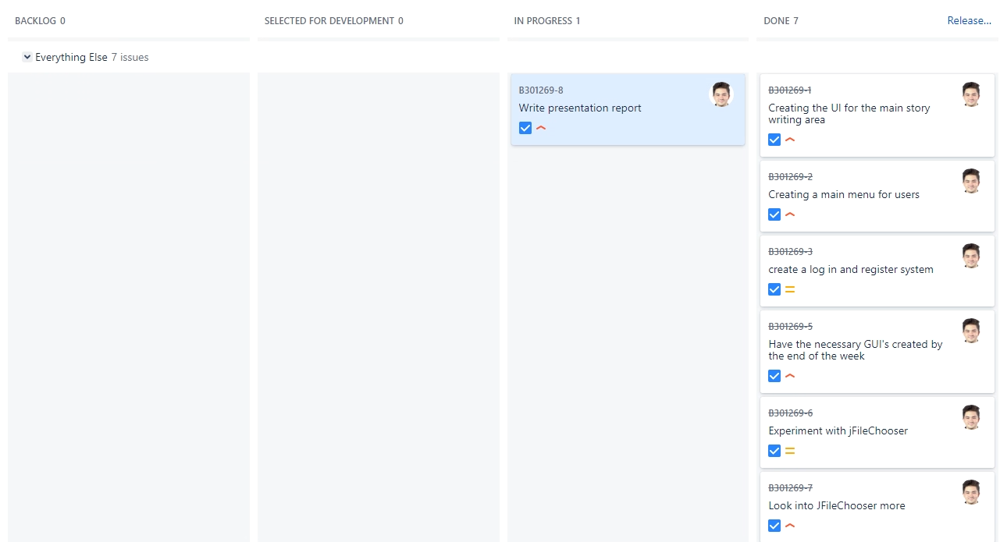 BACKLOG 0
SELECTED FOR DEVELOPMENT 0
IN PROGRESS 1
DONE 7
Release...
Everything Else 7 issues
B301269-8
Write presentation report
B301269-1
Creating the UI for the main story
writing area
B301269-2
Creating a main menu for users
B301269-3
create a log in and register system
B301269-5
Have the necessary GUI's created by
the end of the week
B301269-6
Experiment with jFileChooser
B301269-7
Look into JFileChooser more